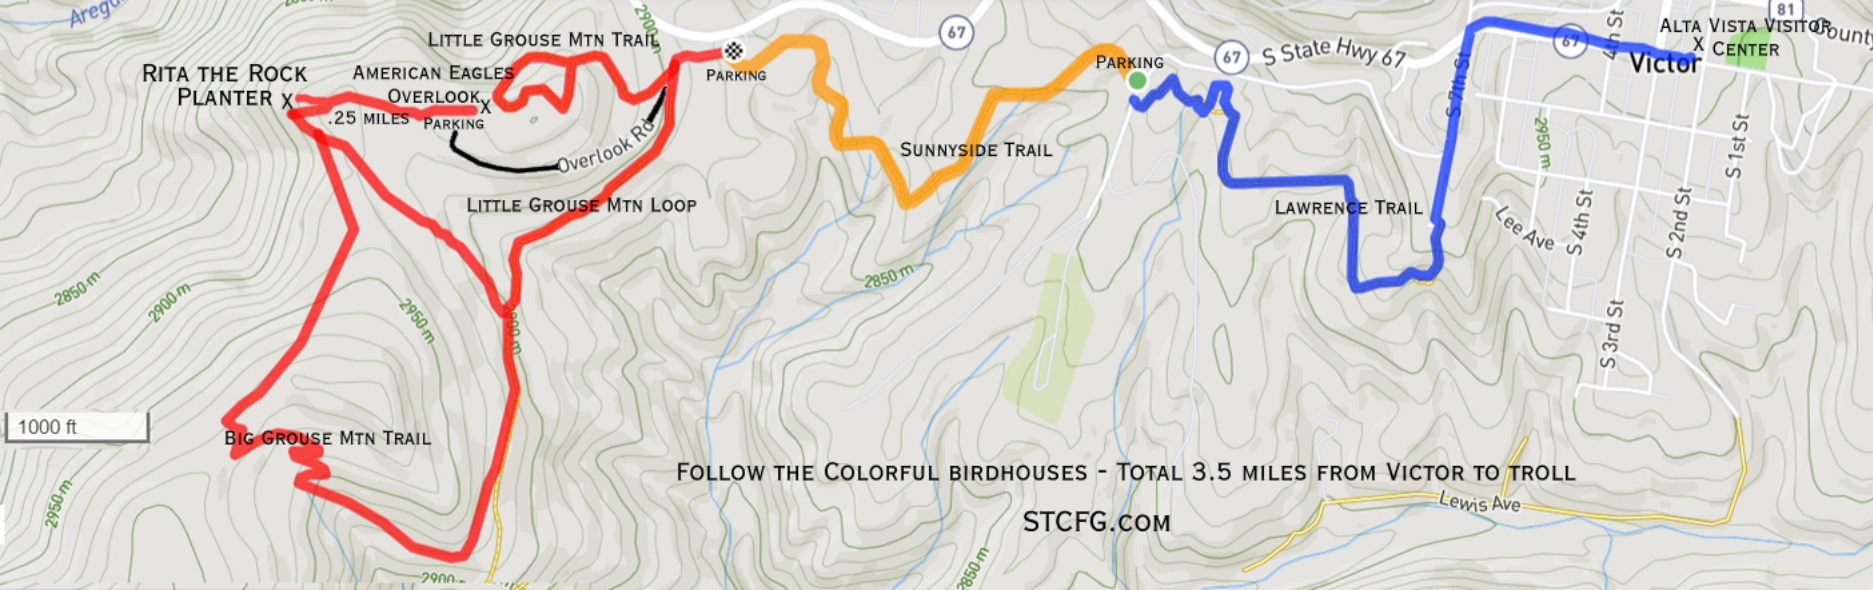 Aregu
2850 m
2900 m
67
81
4th St
ALTA VISTA VISITOR
CENTER
X
County
LITTLE GROUSE MTN TRAIL
67
S State Hwy 67
67
Victor
RITA THE ROCK
PLANTER X
AMERICAN EAGLES
OVERLOOK X
PARKING
PARKING
.25 MILES
PARKING
S 7th St
2950 m
S 1st St
Overlook Rd
SUNNYSIDE TRAIL
LITTLE GROUSE MTN LOOP
LAWRENCE TRAIL
Lee Ave
S 4th St
S 2nd St
2850 m
2850 m
2900 m
2950 m
2900 m
S 3rd St
1000 ft
BIG GROUSE MTN TRAIL
FOLLOW THE COLORFUL BIRDHOUSES - TOTAL 3.5 MILES FROM VICTOR TO TROLL
STCFG.COM
Lewis Ave
2950 m
2900
2850 m